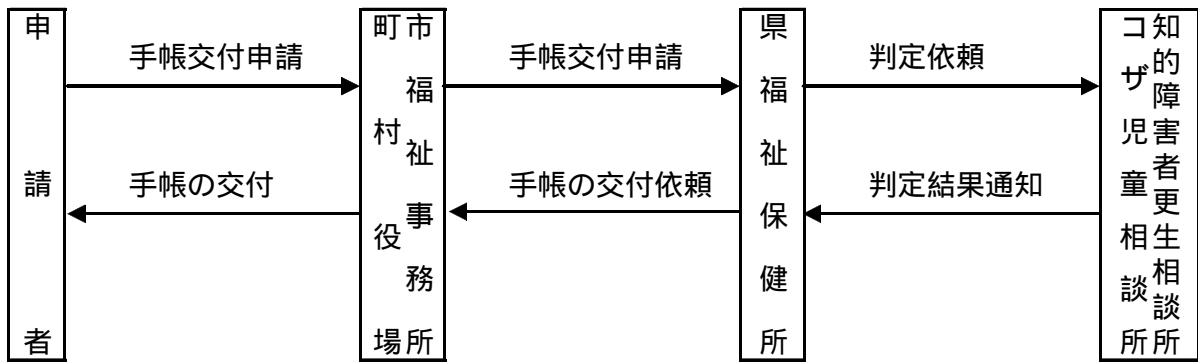 申請者
手帳交付申請
手帳の交付
市福祉事務所
町村役場
手帳交付申請
手帳の交付依頼
県福祉保健所
判定依頼
判定結果通知
知的障害者更生相談所
コザ児童相談所